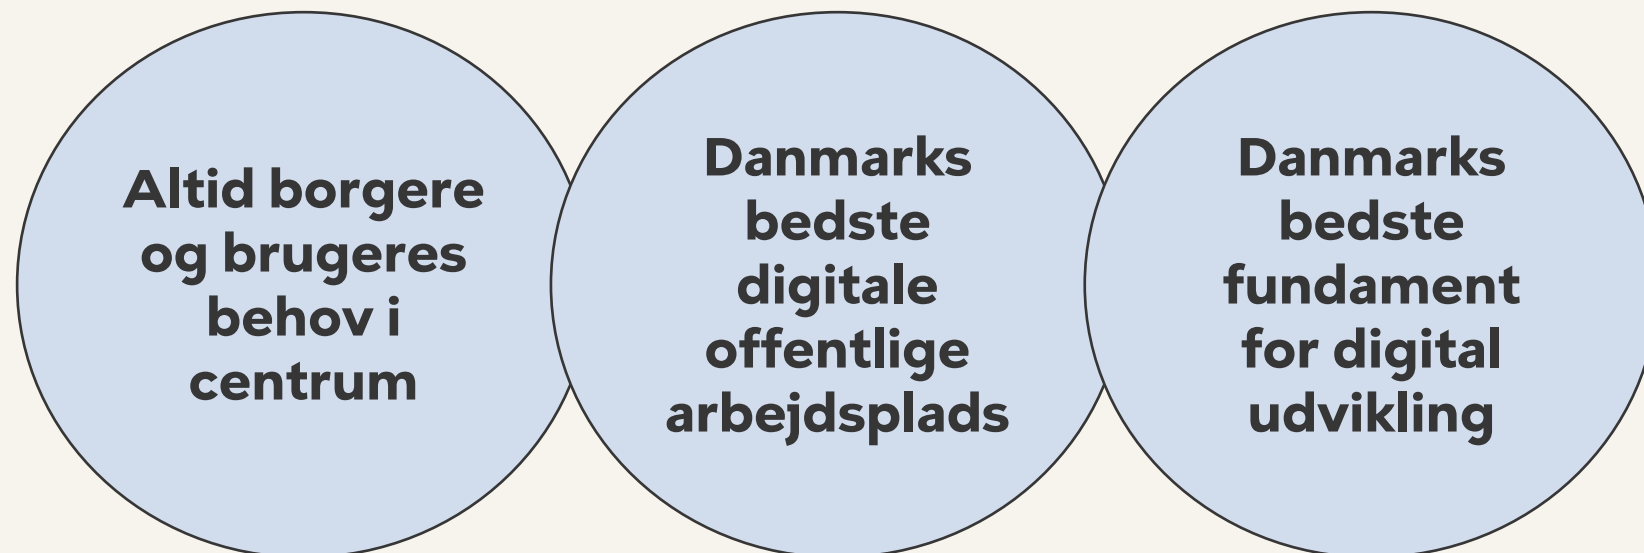 Altid borgere
og brugeres
behov i
centrum
Danmarks
bedste
digitale
offentlige
arbejdsplads
Danmarks
bedste
fundament
for digital
udvikling